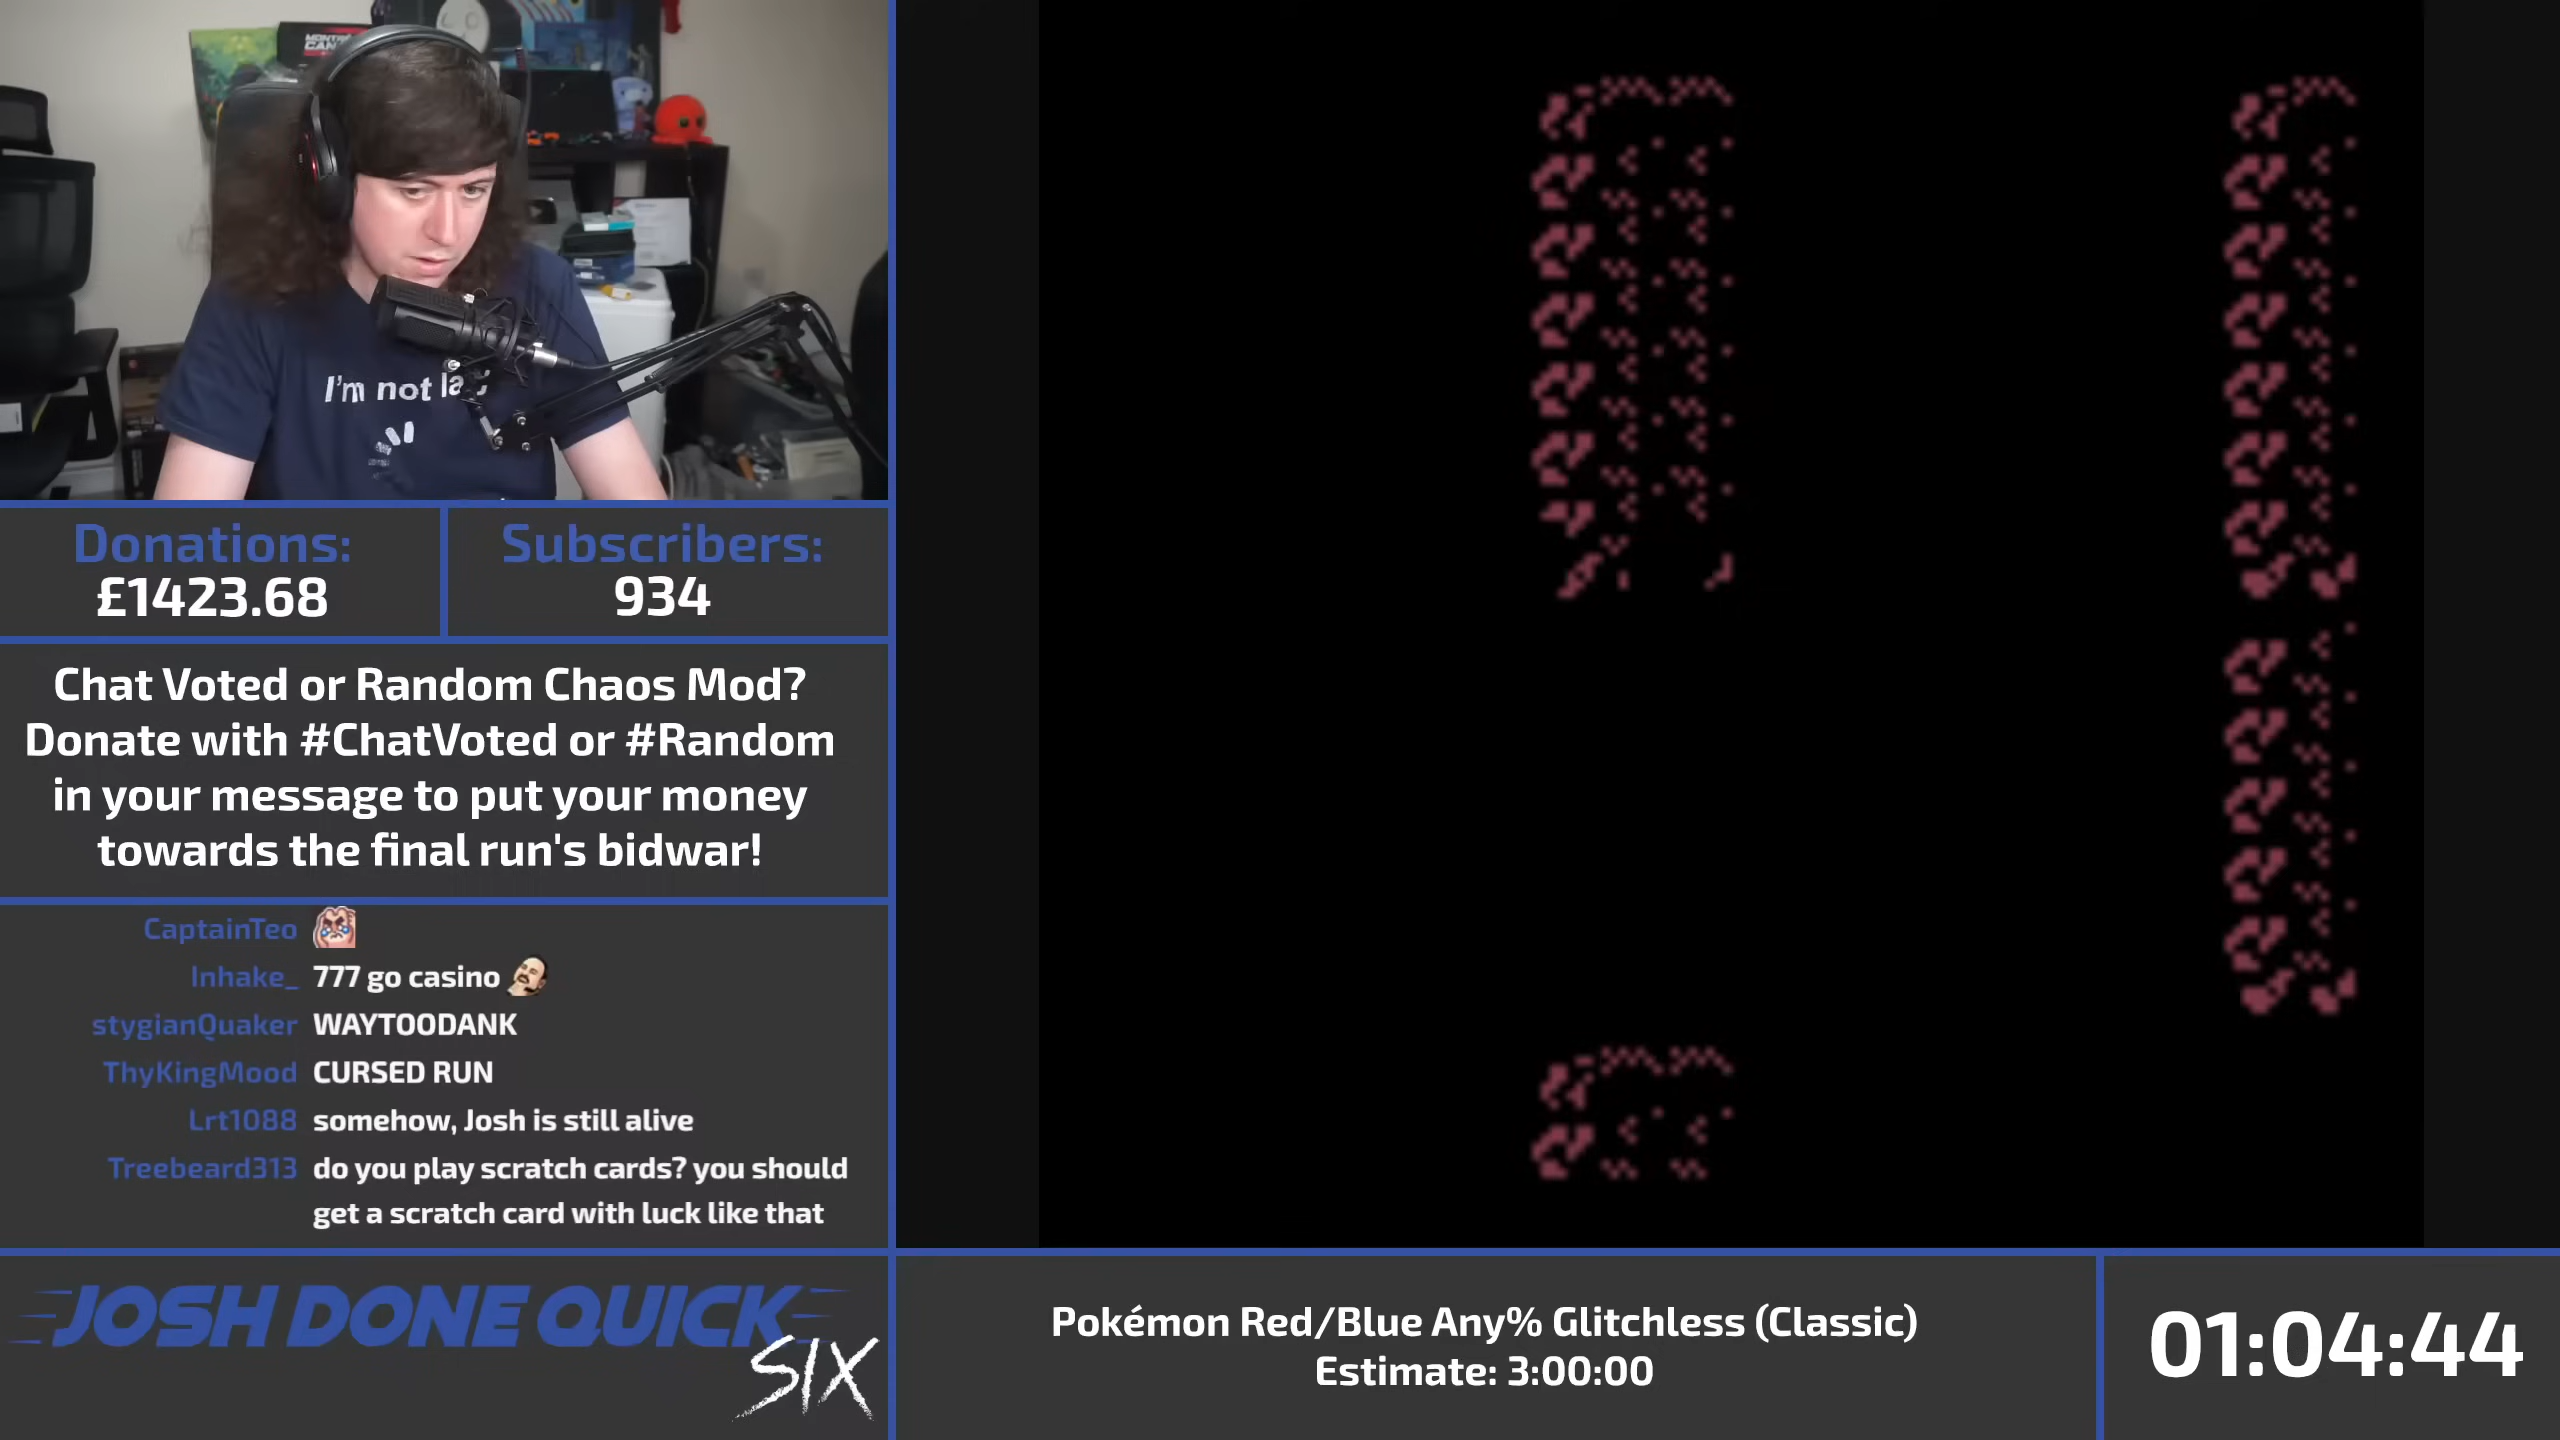 MONTRÉ
CAN
I'm not la
Donations:
£1423.68
Subscribers:
934
Chat Voted or Random Chaos Mod?
Donate with #ChatVoted or #Random
in your message to put your money
towards the final run's bidwar!
CaptainTeo
Inhake_ 777 go casino
stygianQuaker WAYTOODANK
ThyKingMood CURSED RUN
Lrt1088 somehow, Josh is still alive
Treebeard313 do you play scratch cards? you should
get a scratch card with luck like that
JOSH DONE QUICK
SIX
Pokémon Red/Blue Any% Glitchless (Classic)
Estimate: 3:00:00
01:04:44